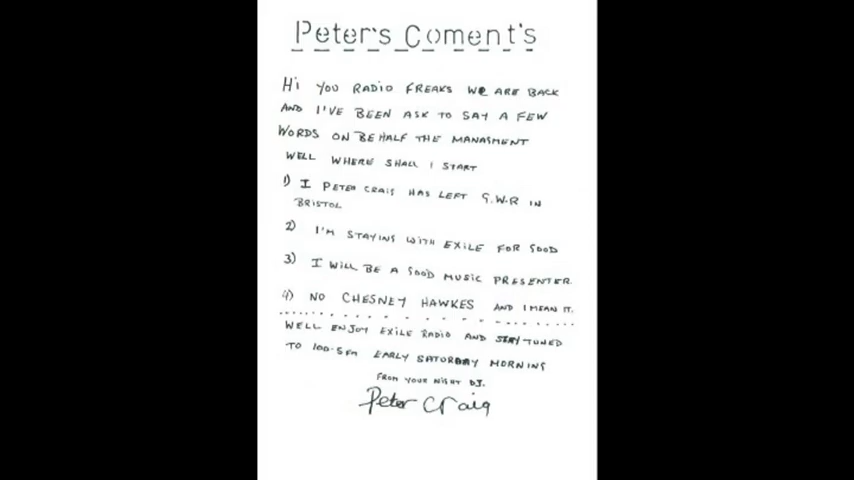 Peter's Coment's
Hi YOU RADIO FREAKS WE ARE BACK
AND I'VE BEEN ASK TO SAY A FEW
WORDS ON BEHALF THE MANASMENT
WELL WHERE SHALL I START
1) I PETER CRAIG HAS LEFT G.W.R IN
BRISTOL
2) I'M STAYING WITH EXILE FOR GOOD
3) I WILL BE A GOOD MUSIC PRESENTER.
4) NO CHESNEY HAWKES AND I MEAN IT.
WELL ENJOY EXILE RADIO AND STAY TUNED
TO 100.5FM EARLY SATURDAY MORNING
FROM YOUR NIGHT DJ.
Peter Craig